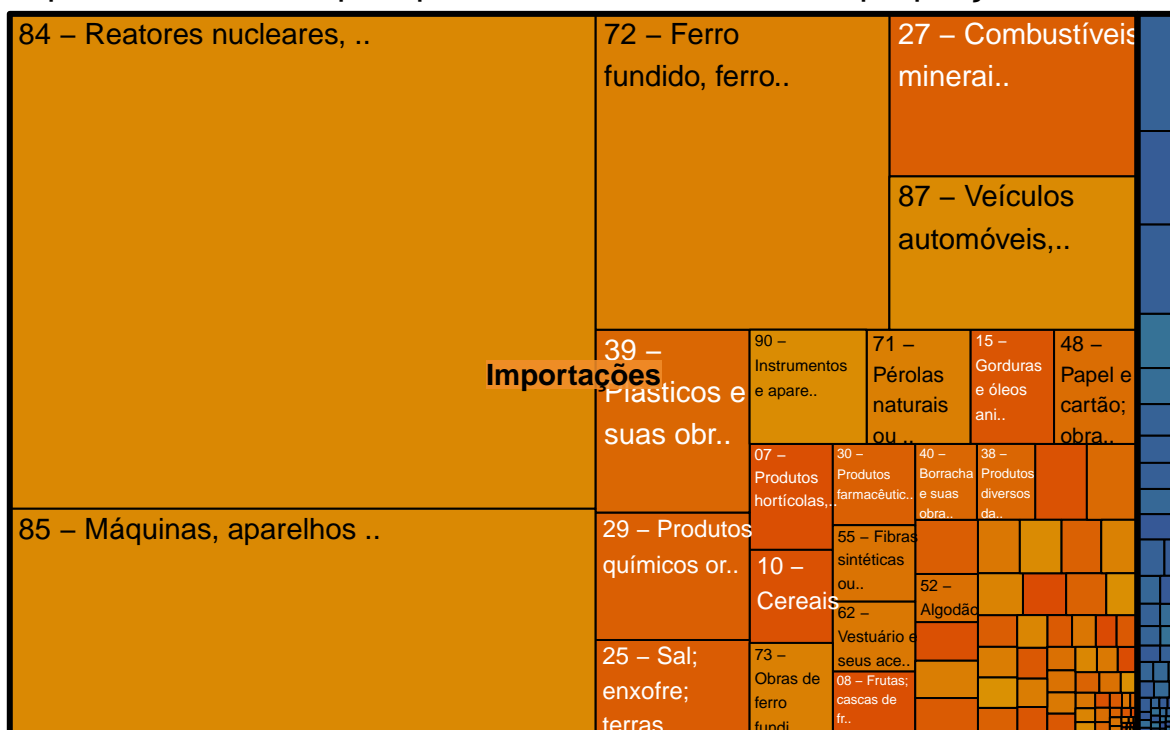 84 – Reatores nucleares, ..
72 – Ferro
fundido, ferro..
27 – Combustíveis
minerai..
87 – Veículos
automóveis,..
85 – Máquinas, aparelhos ..
Importações
39 –
Plásticos e
suas obr..
90 –
Instrumentos
e apare..
71 –
Pérolas
naturais
ou ..
15 –
Gorduras
e óleos
ani..
48 –
Papel e
cartão;
obra..
07 –
Produtos
hortícolas,..
30 –
Produtos
farmacêutic..
40 –
Borracha
e suas
obra..
38 –
Produtos
diversos
da..
29 – Produtos
químicos or..
10 –
Cereais
55 – Fibras
sintéticas
ou..
52 –
Algodão
62 –
Vestuário e
seus ace..
25 – Sal;
enxofre;
terras
73 –
Obras de
ferro
fundi
08 – Frutas;
cascas de
fr..